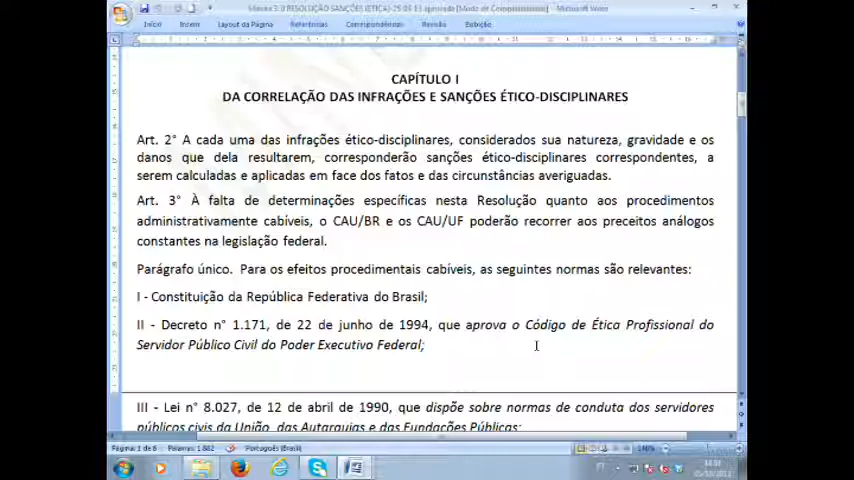 RESOLUÇÃO SANÇÕES (ETICA)
Microsoft Word
Início Inserir Layout da Página Referências Correspondências Revisão Exibição
CAPÍTULO I
DA CORRELAÇÃO DAS INFRAÇÕES E SANÇÕES ÉTICO-DISCIPLINARES
Art. 2° A cada uma das infrações ético-disciplinares, considerados sua natureza, gravidade e os
danos que dela resultarem, corresponderão sanções ético-disciplinares correspondentes, a
serem calculadas e aplicadas em face dos fatos e das circunstâncias averiguadas.
Art. 3° À falta de determinações específicas nesta Resolução quanto aos procedimentos
administrativamente cabíveis, o CAU/BR e os CAU/UF poderão recorrer aos preceitos análogos
constantes na legislação federal.
Parágrafo único. Para os efeitos procedimentais cabíveis, as seguintes normas são relevantes:
I - Constituição da República Federativa do Brasil;
II - Decreto n° 1.171, de 22 de junho de 1994, que aprova o Código de Ética Profissional do
Servidor Público Civil do Poder Executivo Federal;
III - Lei n° 8.027, de 12 de abril de 1990, que dispõe sobre normas de conduta dos servidores
públicos civis da União, das Autarquias e das Fundações Públicas;
Português (Brasil)